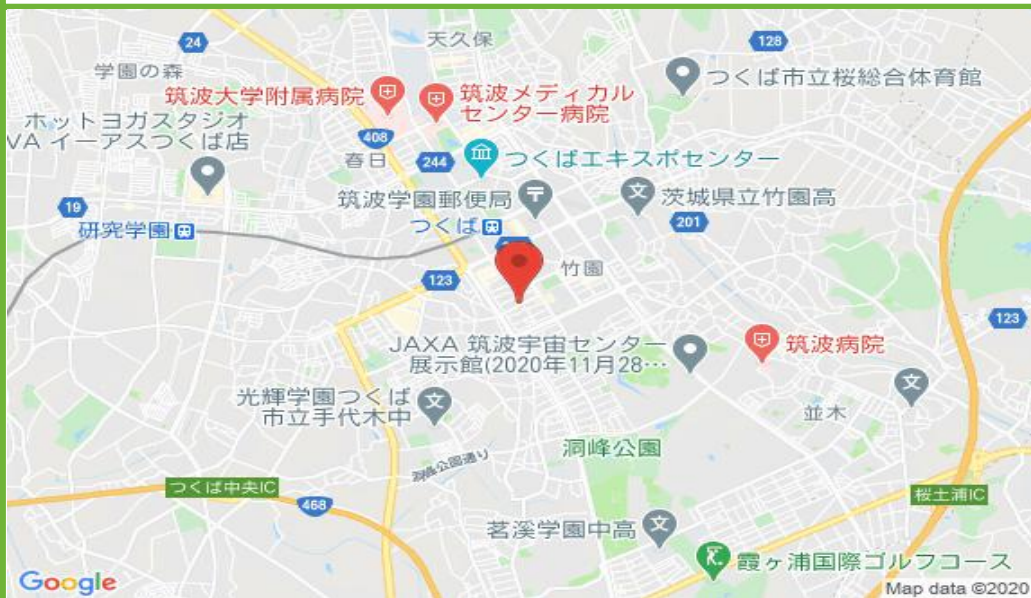 24
天久保
128
学園の森
つくば市立桜総合体育館
筑波大学附属病院
筑波メディカル
センター病院
ホットヨガスタジオ
VA イーアスつくば店
408
春日
244
つくばエキスポセンター
筑波学園郵便局
茨城県立竹園高
19
研究学園
つくば
201
竹園
123
123
JAXA 筑波宇宙センター
展示館(2020年11月28…
筑波病院
光輝学園つくば
市立手代木中
並木
洞峰公園
洞峰公園通り
つくば中央IC
468
桜土浦IC
茗溪学園中高
霞ヶ浦国際ゴルフコース
Google
Map data ©2020